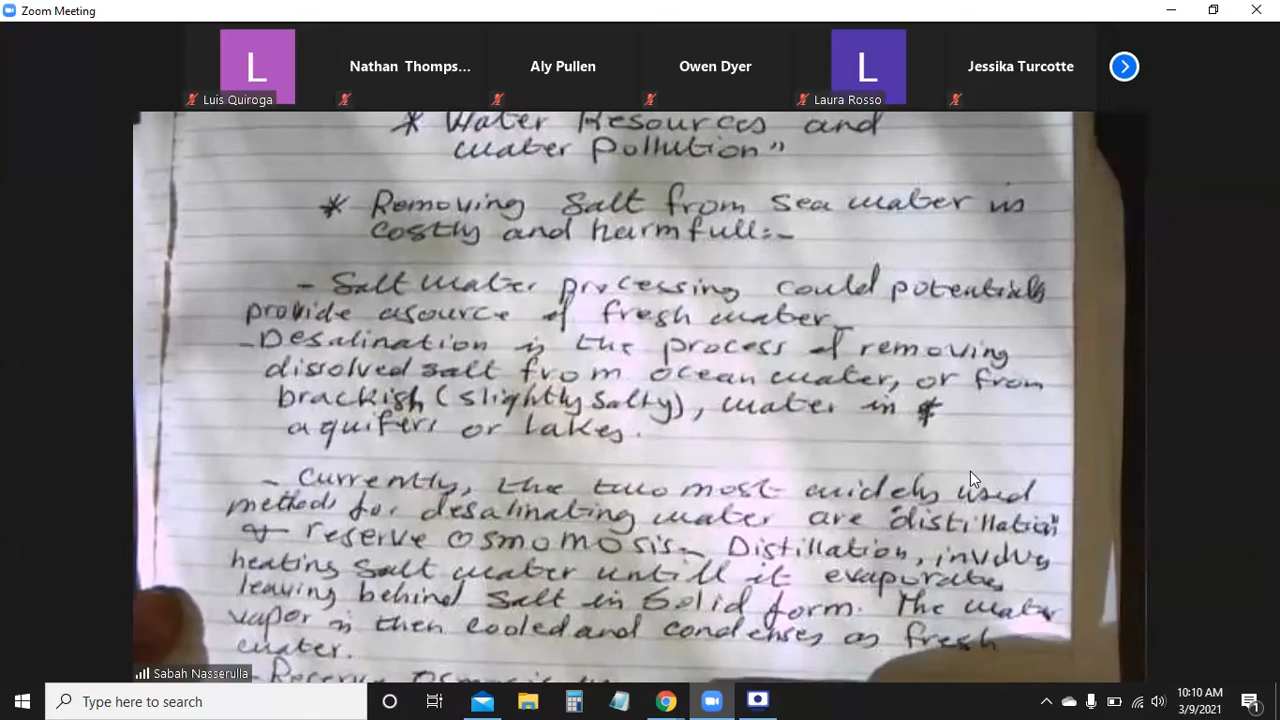 Zoom Meeting
L
Luis Quiroga
Nathan Thomps...
Aly Pullen
Owen Dyer
L
Laura Rosso
Jessika Turcotte
* Water Resources and
water Pollution"
* Removing Salt from sea water is
costly and harmfull:-
- Salt water processing could potentially
provide a source of fresh water
- Desalination is the process of removing
dissolved salt from ocean water, or from
brackish (slightly salty), water in
aquifers or lakes.
- Currently, the two most widely used
methods for desalinating water are "distillation"
+ reserve osmomosis. Distillation, involves
heating salt water untill it evaporates
leaving behind salt in Solid form. The water
vapor is then cooled and condenses as fresh
water.
- Reserve Osmosis
Sabah Nasserulla
Type here to search
10:10 AM
3/9/2021
1